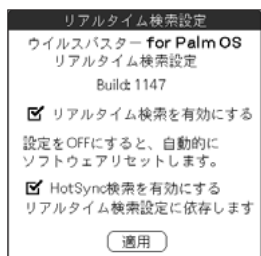 リアルタイム検索設定
ウイルスバスター for Palm OS
リアルタイム検索設定
Build: 1147
リアルタイム検索を有効にする
設定をOFFにすると、自動的に
ソフトウェアリセットします。
HotSync検索を有効にする
リアルタイム検索設定に依存します
適用